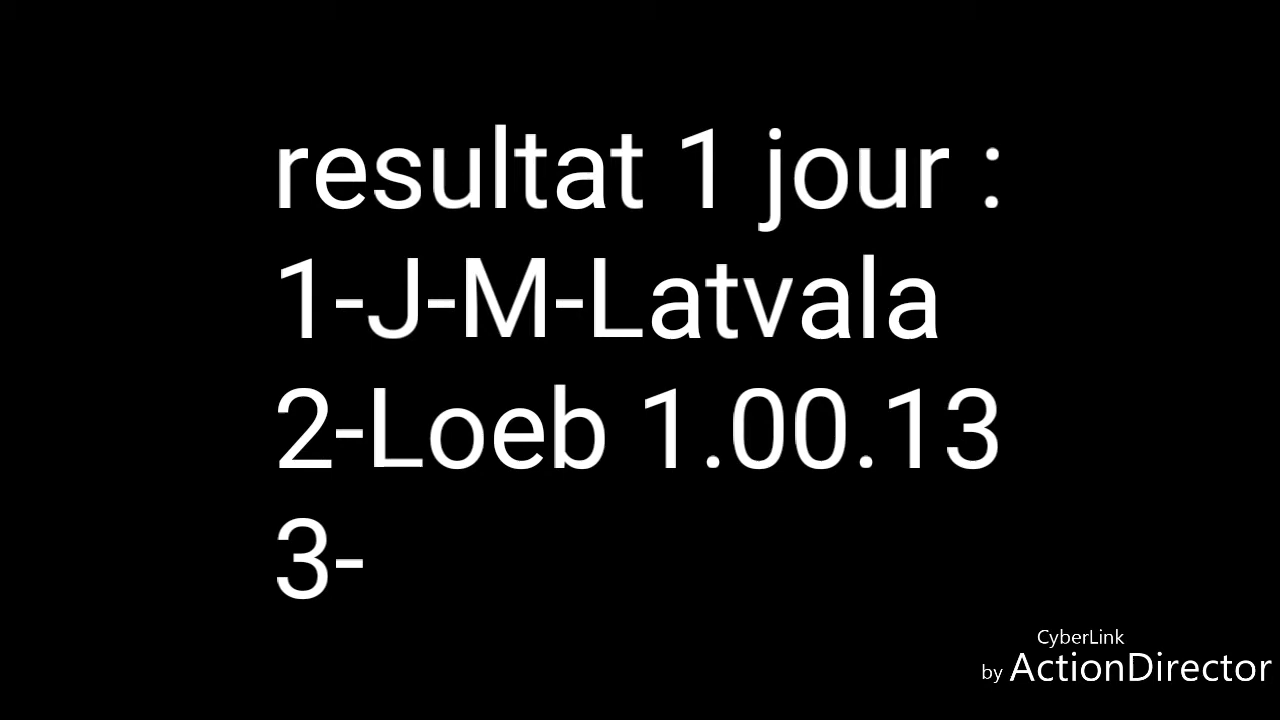 resultat 1 jour :
1-J-M-Latvala
2-Loeb 1.00.13
3-
CyberLink
by ActionDirector